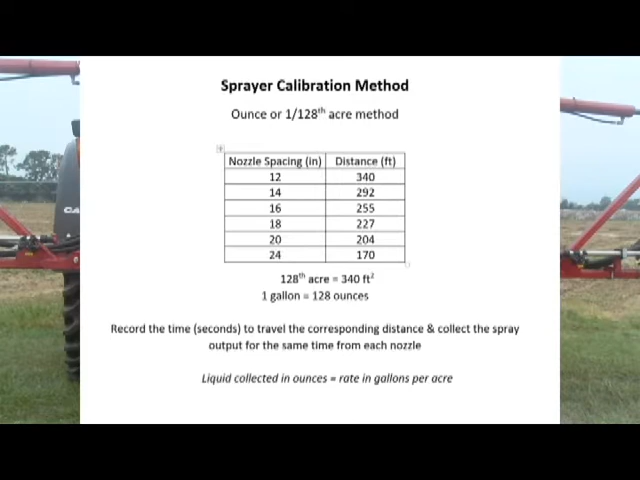 Sprayer Calibration Method
Ounce or 1/128th acre method
Nozzle Spacing (in) Distance (ft)
12 340
14 292
16 255
18 227
20 204
24 170
128th acre = 340 ft²
1 gallon = 128 ounces
Record the time (seconds) to travel the corresponding distance & collect the spray
output for the same time from each nozzle
Liquid collected in ounces = rate in gallons per acre